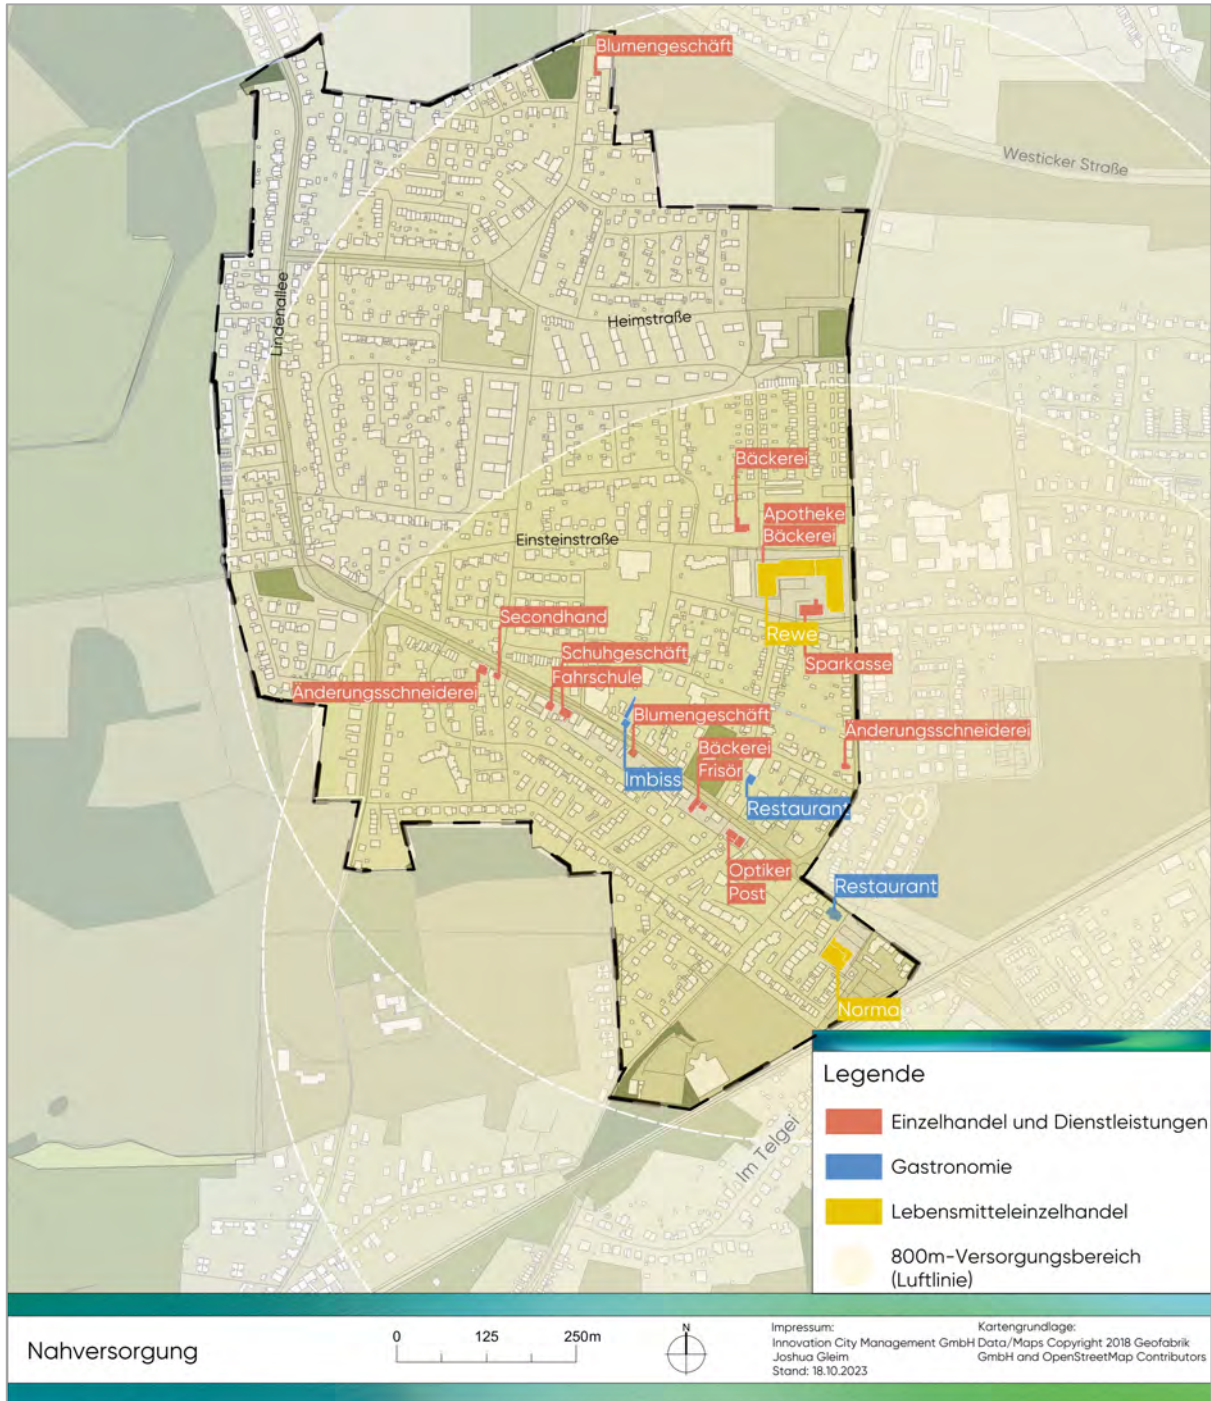 Blumengeschäft
Westicker Straße
Lindenallee
Heimstraße
Bäckerei
Apotheke
Bäckerei
Einsteinstraße
Secondhand
Rewe
Schuhgeschäft
Sparkasse
Fahrschule
Änderungsschneiderei
Blumengeschäft
Änderungsschneiderei
Bäckerei
Frisör
Imbiss
Restaurant
Optiker
Post
Restaurant
Norma
Im Telgei
Legende
Einzelhandel und Dienstleistungen
Gastronomie
Lebensmitteleinzelhandel
800m-Versorgungsbereich
(Luftlinie)
Nahversorgung
0 125 250m
N
Impressum:
Innovation City Management GmbH
Joshua Gleim
Stand: 18.10.2023
Kartengrundlage:
Data/Maps Copyright 2018 Geofabrik
GmbH and OpenStreetMap Contributors